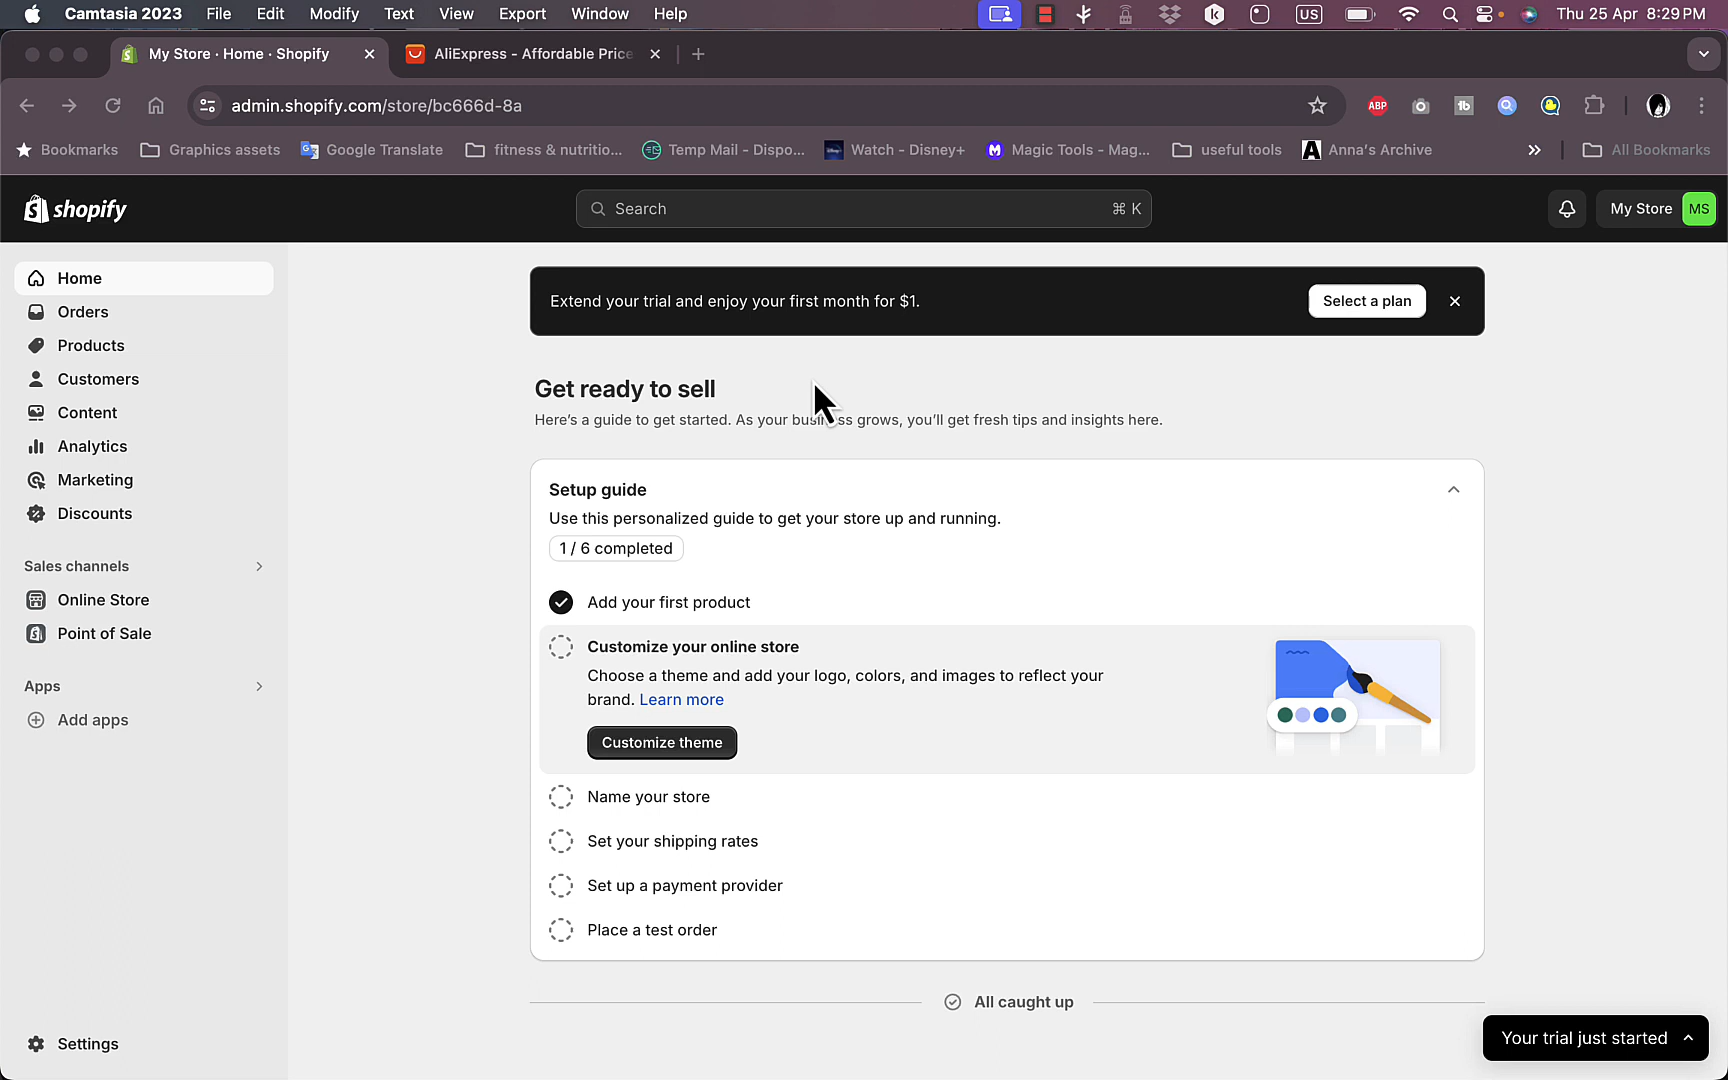 Camtasia 2023 File Edit Modify Text View Export Window Help US Thu 25 Apr 8:29 PM
My Store · Home · Shopify AliExpress - Affordable Price
admin.shopify.com/store/bc666d-8a ABP tb
Bookmarks Graphics assets Google Translate fitness & nutritio... Temp Mail - Dispo... Watch - Disney+ Magic Tools - Mag... useful tools Anna's Archive All Bookmarks
shopify Search ⌘ K My Store MS
Home
Orders
Products
Customers
Content
Analytics
Marketing
Discounts
Sales channels
Online Store
Point of Sale
Apps
Add apps
Settings
Extend your trial and enjoy your first month for $1. Select a plan
Get ready to sell
Here's a guide to get started. As your business grows, you'll get fresh tips and insights here.
Setup guide
Use this personalized guide to get your store up and running.
1 / 6 completed
Add your first product
Customize your online store
Choose a theme and add your logo, colors, and images to reflect your
brand. Learn more
Customize theme
Name your store
Set your shipping rates
Set up a payment provider
Place a test order
All caught up
Your trial just started